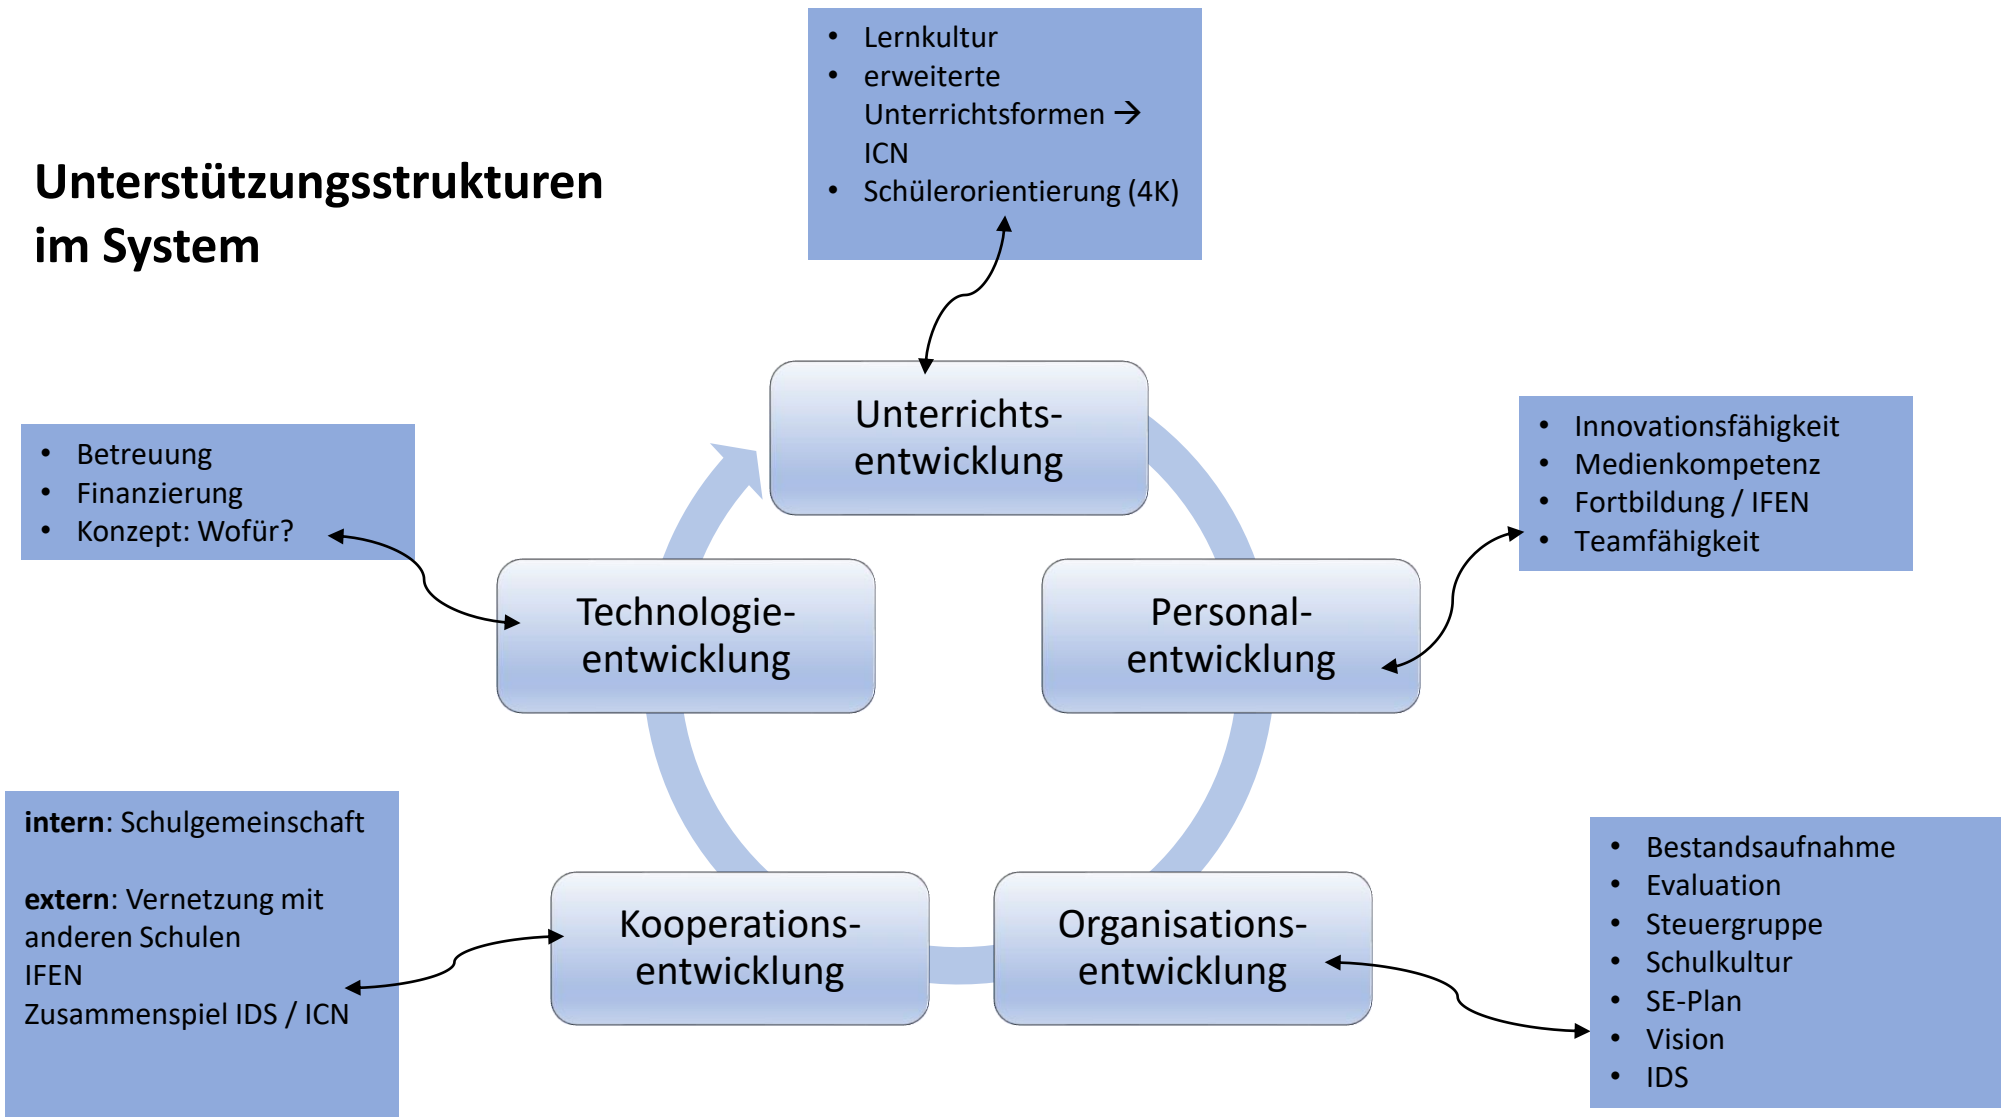 Unterstützungsstrukturen
im System
• Lernkultur
• erweiterte
Unterrichtsformen →
ICN
• Schülerorientierung (4K)
Unterrichts-
entwicklung
• Innovationsfähigkeit
• Medienkompetenz
• Fortbildung / IFEN
• Teamfähigkeit
Personal-
entwicklung
• Bestandsaufnahme
• Evaluation
• Steuergruppe
• Schulkultur
• SE-Plan
• Vision
• IDS
Organisations-
entwicklung
Kooperations-
entwicklung
intern: Schulgemeinschaft
extern: Vernetzung mit
anderen Schulen
IFEN
Zusammenspiel IDS / ICN
Technologie-
entwicklung
• Betreuung
• Finanzierung
• Konzept: Wofür?